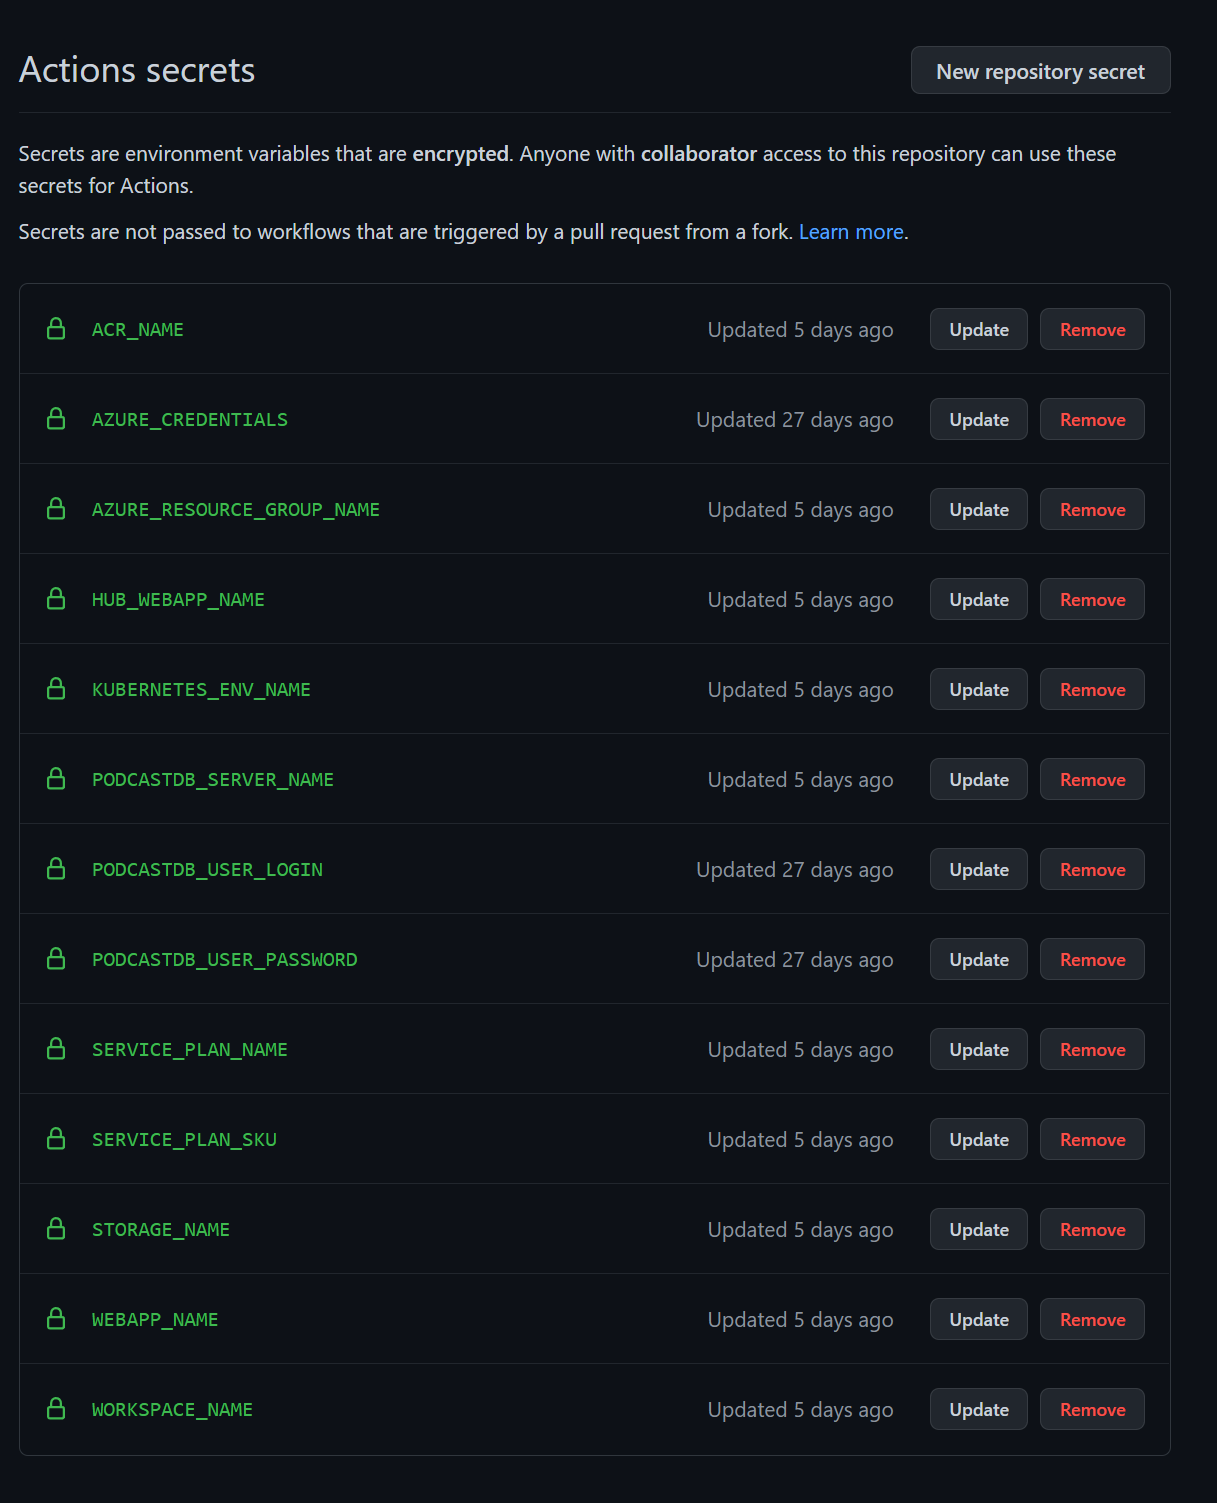 Actions secrets
New repository secret
Secrets are environment variables that are encrypted. Anyone with collaborator access to this repository can use these
secrets for Actions.
Secrets are not passed to workflows that are triggered by a pull request from a fork. Learn more.
ACR_NAME Updated 5 days ago Update Remove
AZURE_CREDENTIALS Updated 27 days ago Update Remove
AZURE_RESOURCE_GROUP_NAME Updated 5 days ago Update Remove
HUB_WEBAPP_NAME Updated 5 days ago Update Remove
KUBERNETES_ENV_NAME Updated 5 days ago Update Remove
PODCASTDB_SERVER_NAME Updated 5 days ago Update Remove
PODCASTDB_USER_LOGIN Updated 27 days ago Update Remove
PODCASTDB_USER_PASSWORD Updated 27 days ago Update Remove
SERVICE_PLAN_NAME Updated 5 days ago Update Remove
SERVICE_PLAN_SKU Updated 5 days ago Update Remove
STORAGE_NAME Updated 5 days ago Update Remove
WEBAPP_NAME Updated 5 days ago Update Remove
WORKSPACE_NAME Updated 5 days ago Update Remove